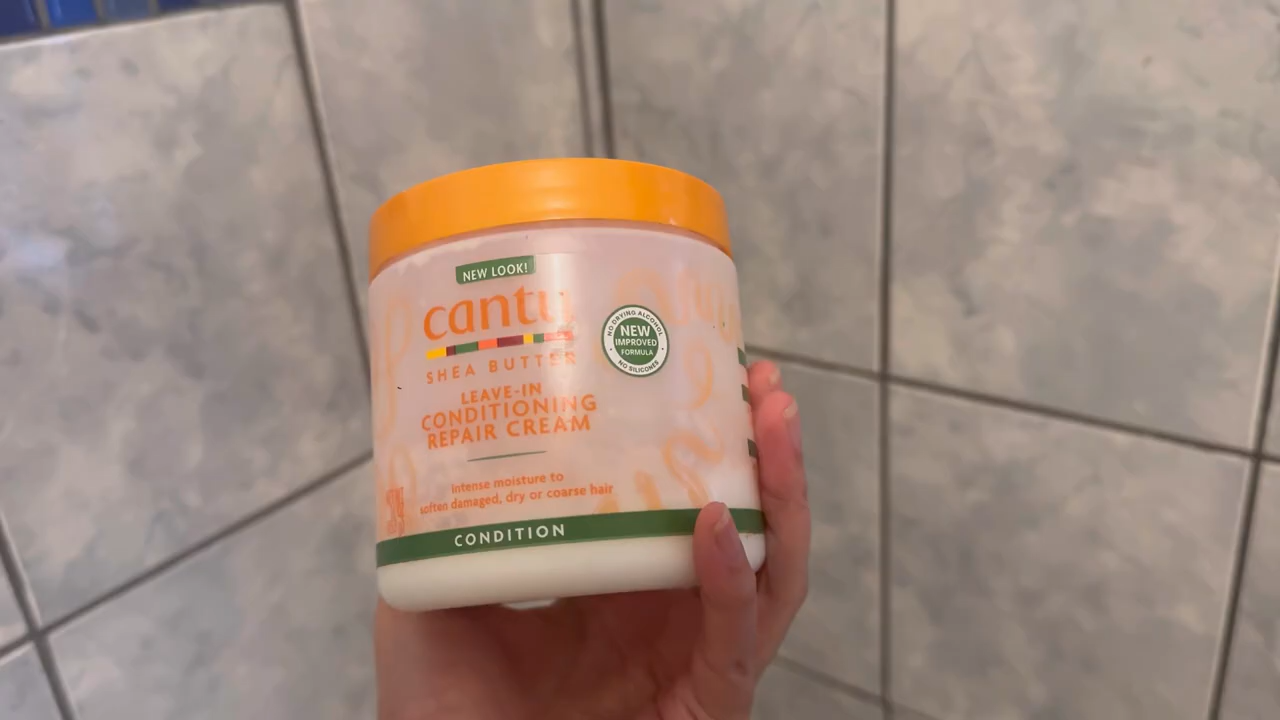 NEW LOOK!
cantu
SHEA BUTTER
LEAVE-IN
CONDITIONING
REPAIR CREAM
intense moisture to
soften damaged, dry or coarse hair
CONDITION
NO DRYING ALCOHOL
NEW
IMPROVED
FORMULA
NO SILICONES